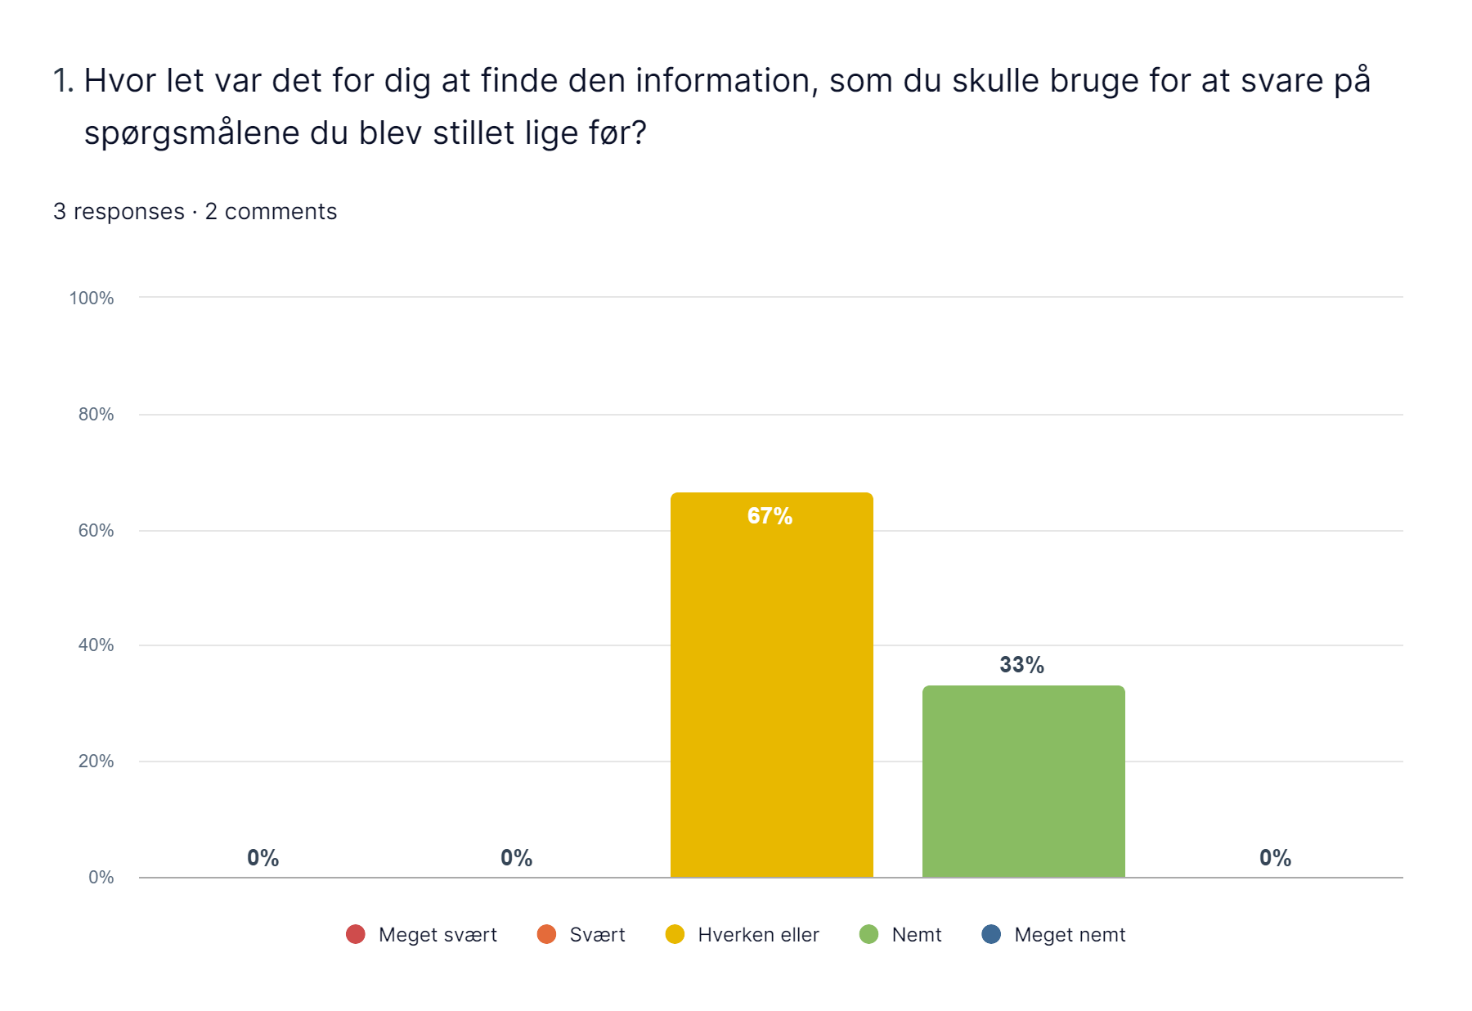 1. Hvor let var det for dig at finde den information, som du skulle bruge for at svare på
spørgsmålene du blev stillet lige før?
3 responses · 2 comments
100%
80%
60%
40%
20%
0%
0%
0%
67%
33%
0%
Meget svært
Svært
Hverken eller
Nemt
Meget nemt